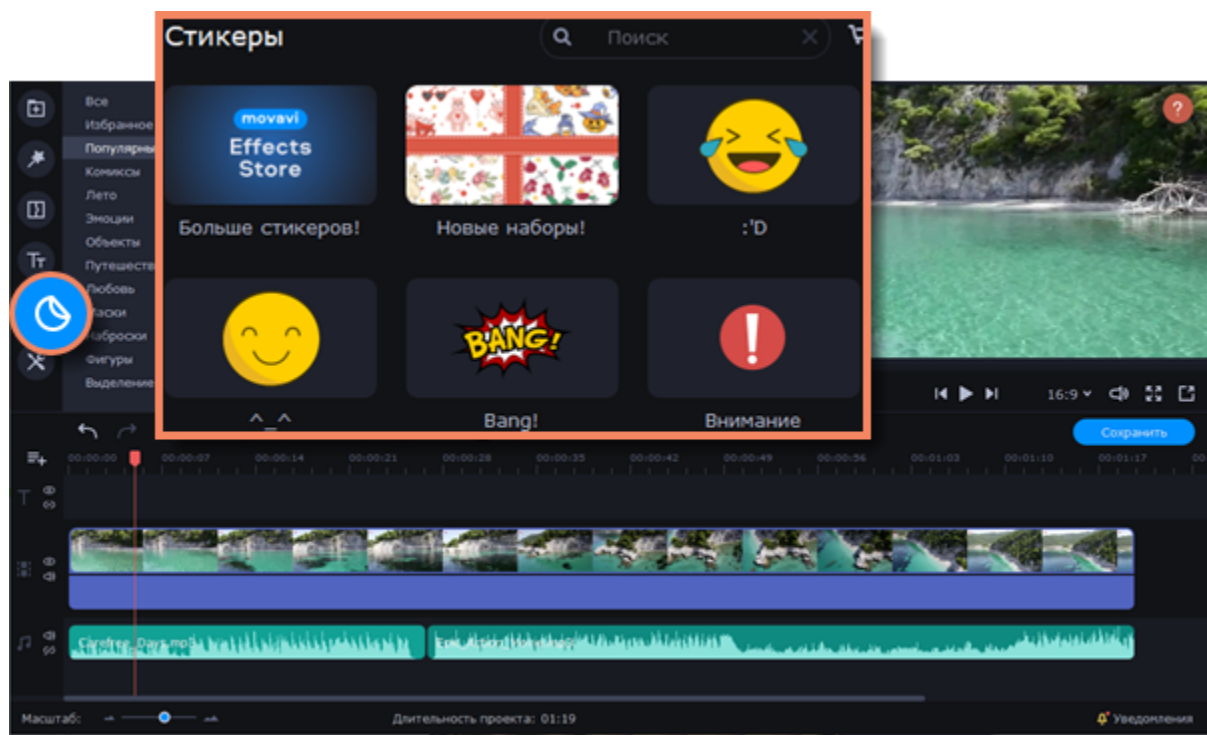 Стикеры
Поиск
movavi
Effects
Store
Больше стикеров!
Новые наборы!
:'D
^_^
BANG!
Bang!
Внимание
?
Все
Избранное
Популярны
Комиксы
Лето
Эмоции
Объекты
Путешеств
Любовь
Маски
Наброски
Фигуры
Выделение
16:9
Сохранить
00:00:00 00:00:07 00:00:14 00:00:21 00:00:28 00:00:35 00:00:42 00:00:49 00:00:56 00:01:03 00:01:10 00:01:17 00
Carefree_Days.mp3
Масштаб:
Длительность проекта: 01:19
Уведомления